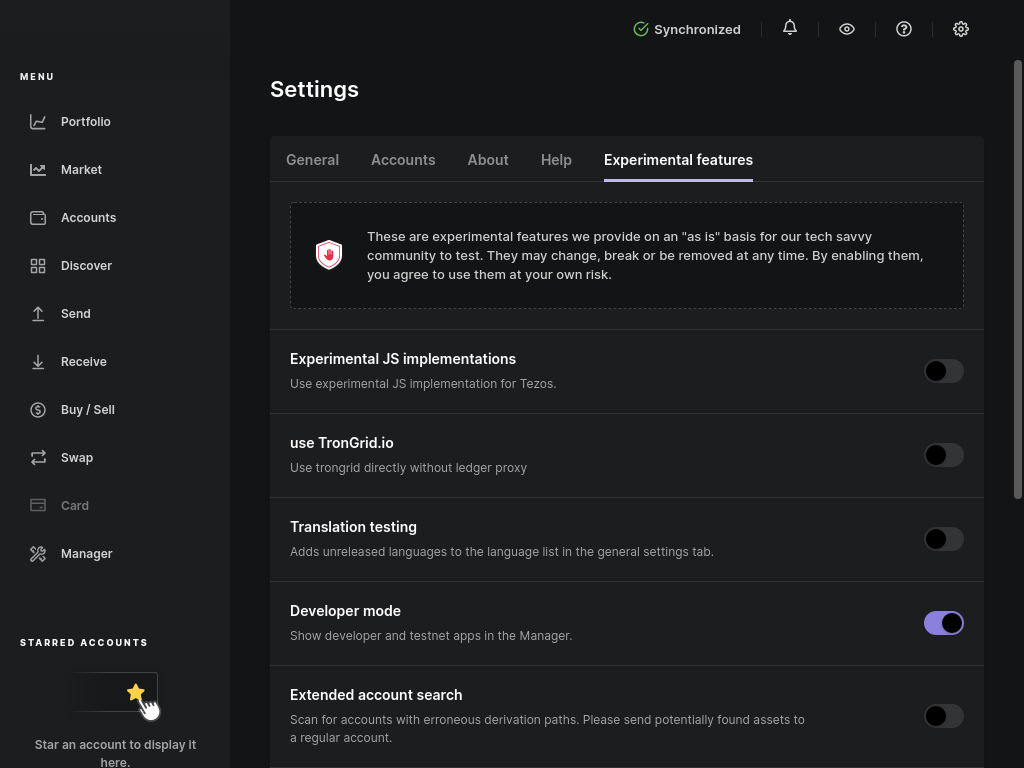 Synchronized
MENU
Portfolio
Market
Accounts
Discover
Send
Receive
Buy / Sell
Swap
Card
Manager
STARRED ACCOUNTS
Star an account to display it
here.
Settings
General Accounts About Help Experimental features
These are experimental features we provide on an "as is" basis for our tech savvy
community to test. They may change, break or be removed at any time. By enabling them,
you agree to use them at your own risk.
Experimental JS implementations
Use experimental JS implementation for Tezos.
use TronGrid.io
Use trongrid directly without ledger proxy
Translation testing
Adds unreleased languages to the language list in the general settings tab.
Developer mode
Show developer and testnet apps in the Manager.
Extended account search
Scan for accounts with erroneous derivation paths. Please send potentially found assets to
a regular account.